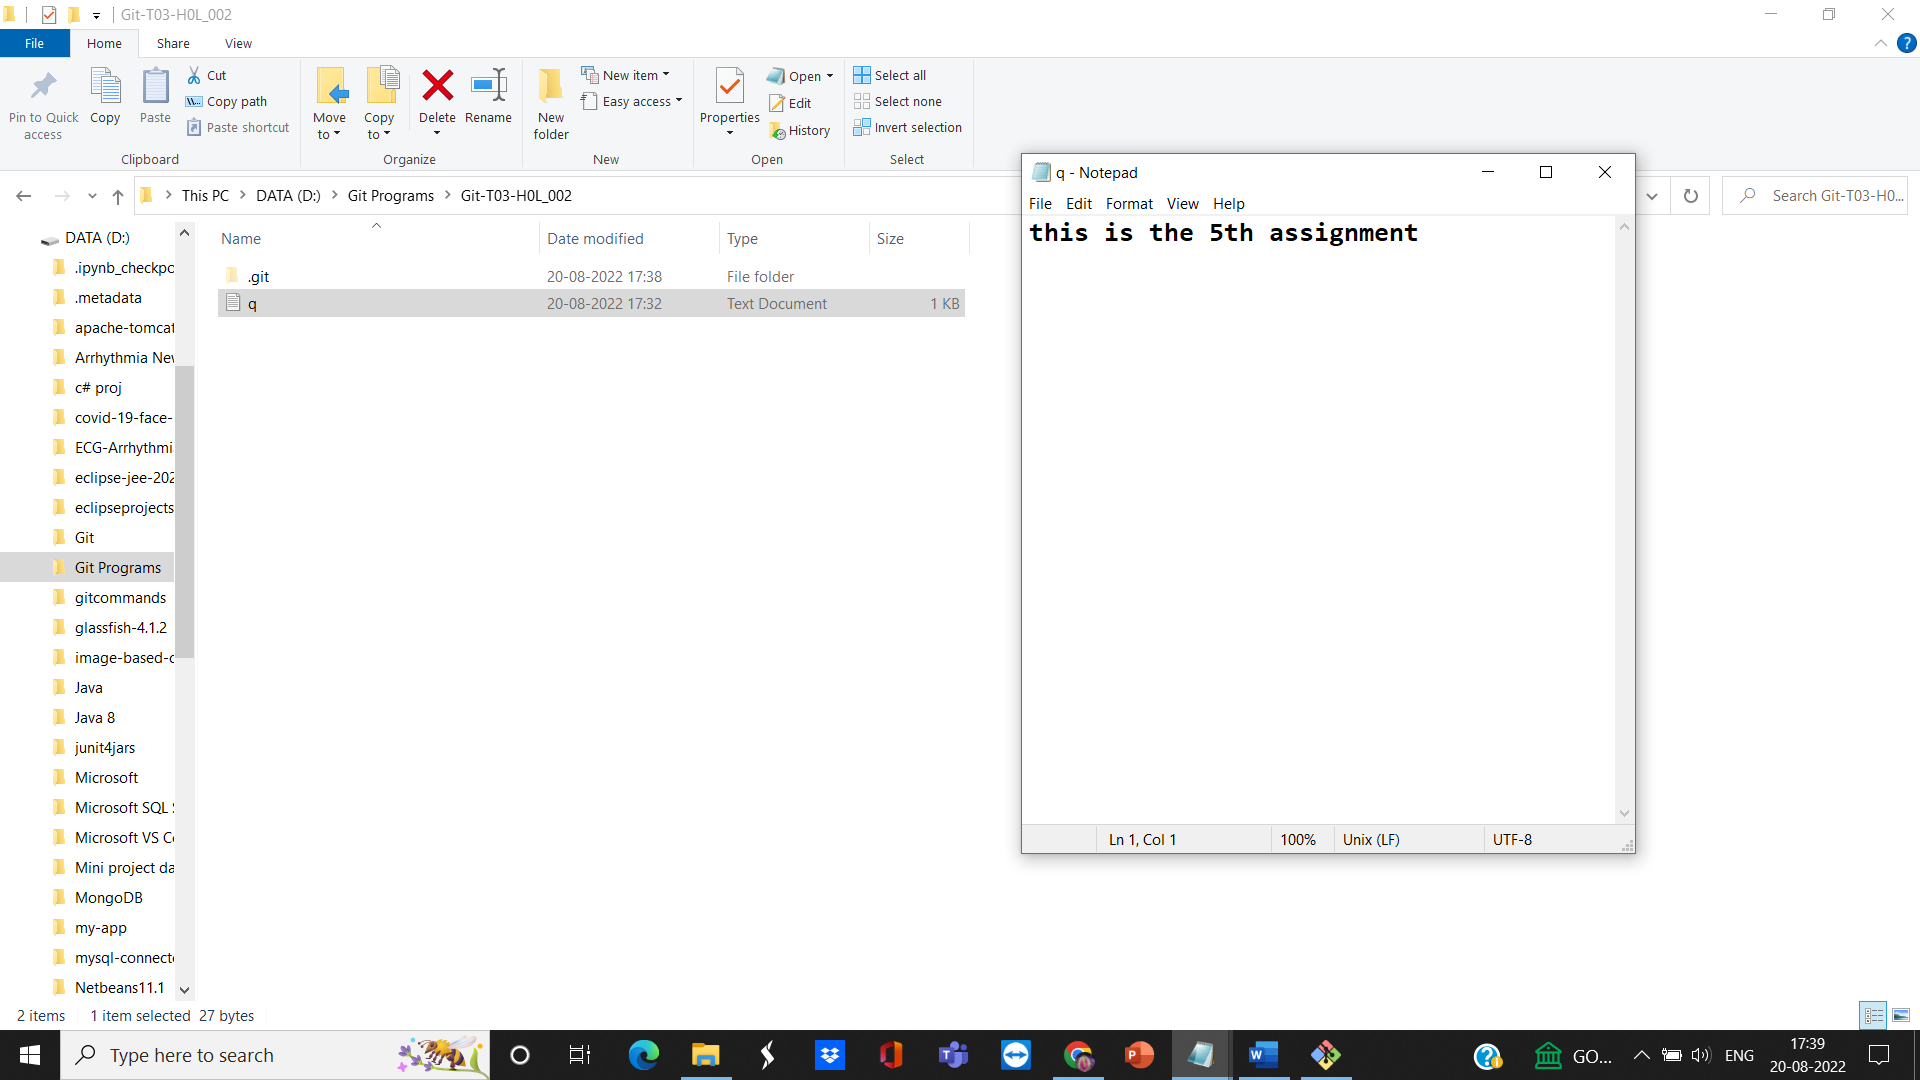 Git-T03-H0L_002
File Home Share View
Pin to Quick access
Copy
Paste
Cut
Copy path
Paste shortcut
Clipboard
Move to
Copy to
Delete
Rename
Organize
New folder
New item
Easy access
New
Properties
Open
Edit
History
Open
Select all
Select none
Invert selection
Select
This PC > DATA (D:) > Git Programs > Git-T03-H0L_002
Search Git-T03-H0...
DATA (D:)
.ipynb_checkpo
.metadata
apache-tomcat
Arrhythmia Nev
c# proj
covid-19-face-
ECG-Arrhythmi
eclipse-jee-202
eclipseprojects
Git
Git Programs
gitcommands
glassfish-4.1.2
image-based-c
Java
Java 8
junit4jars
Microsoft
Microsoft SQL
Microsoft VS Co
Mini project da
MongoDB
my-app
mysql-connecto
Netbeans11.1
Name Date modified Type Size
.git 20-08-2022 17:38 File folder
q 20-08-2022 17:32 Text Document 1 KB
q - Notepad
File Edit Format View Help
this is the 5th assignment
Ln 1, Col 1 100% Unix (LF) UTF-8
2 items 1 item selected 27 bytes
Type here to search
GO...
ENG
17:39
20-08-2022